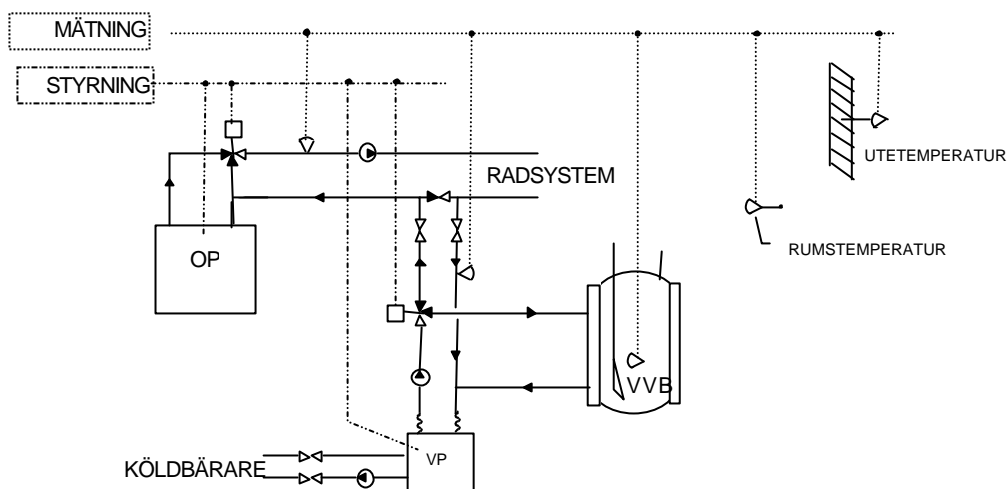 MÄTNING
STYRNING
UTETEMPERATUR
RADSYSTEM
RUMSTEMPERATUR
OP
VVB
VP
KÖLDBÄRARE